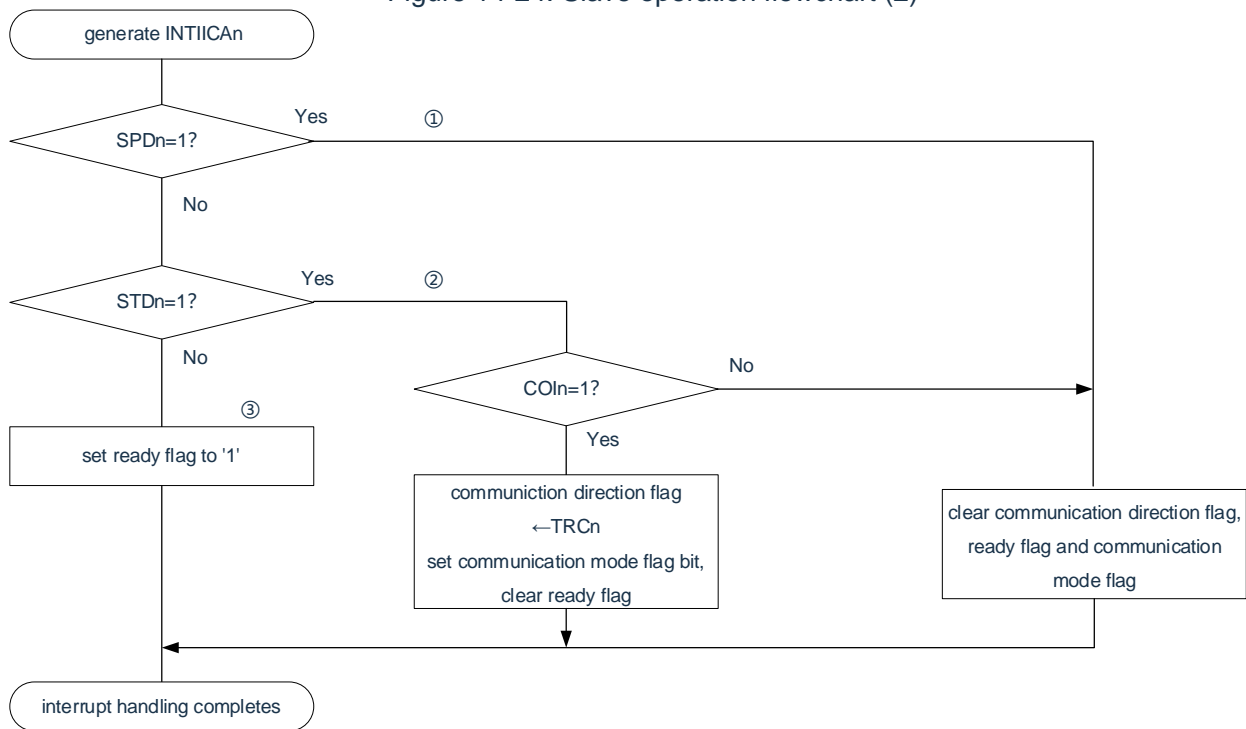 generate INTIICAn
SPDn=1?
Yes
①
No
STDn=1?
Yes
②
No
COIn=1?
No
③
set ready flag to '1'
Yes
communiction direction flag
←TRCn
set communication mode flag bit,
clear ready flag
clear communication direction flag,
ready flag and communication
mode flag
interrupt handling completes